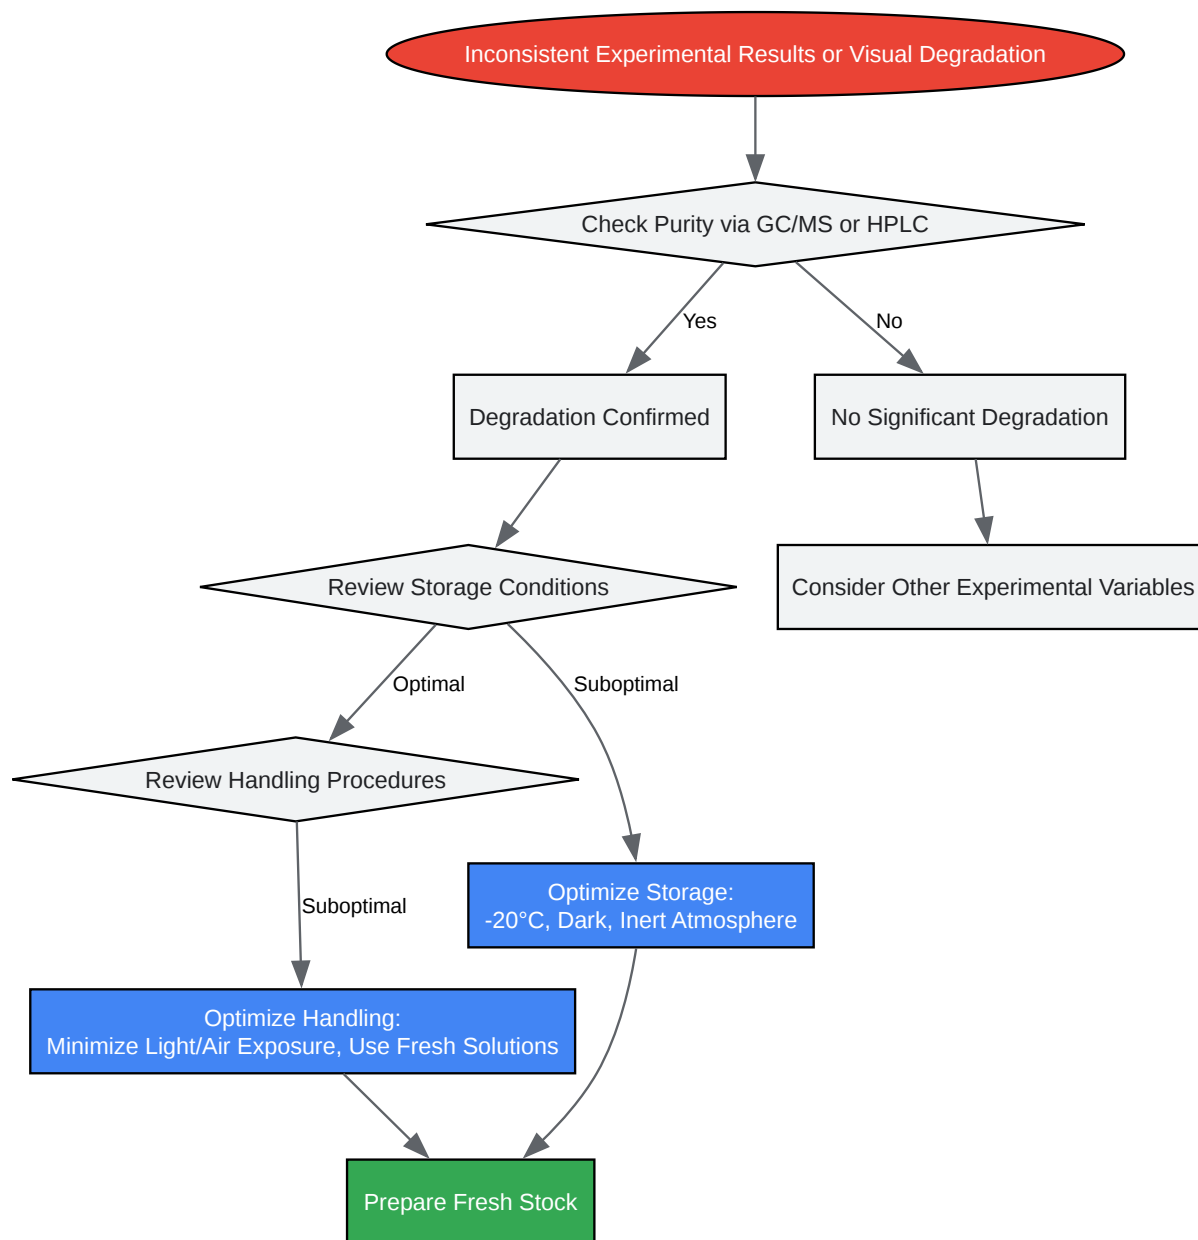 Inconsistent Experimental Results or Visual Degradation
Check Purity via GC/MS or HPLC
Yes
No
Degradation Confirmed
No Significant Degradation
Review Storage Conditions
Consider Other Experimental Variables
Optimal
Suboptimal
Review Handling Procedures
Suboptimal
Optimize Storage:
-20°C, Dark, Inert Atmosphere
Optimize Handling:
Minimize Light/Air Exposure, Use Fresh Solutions
Prepare Fresh Stock